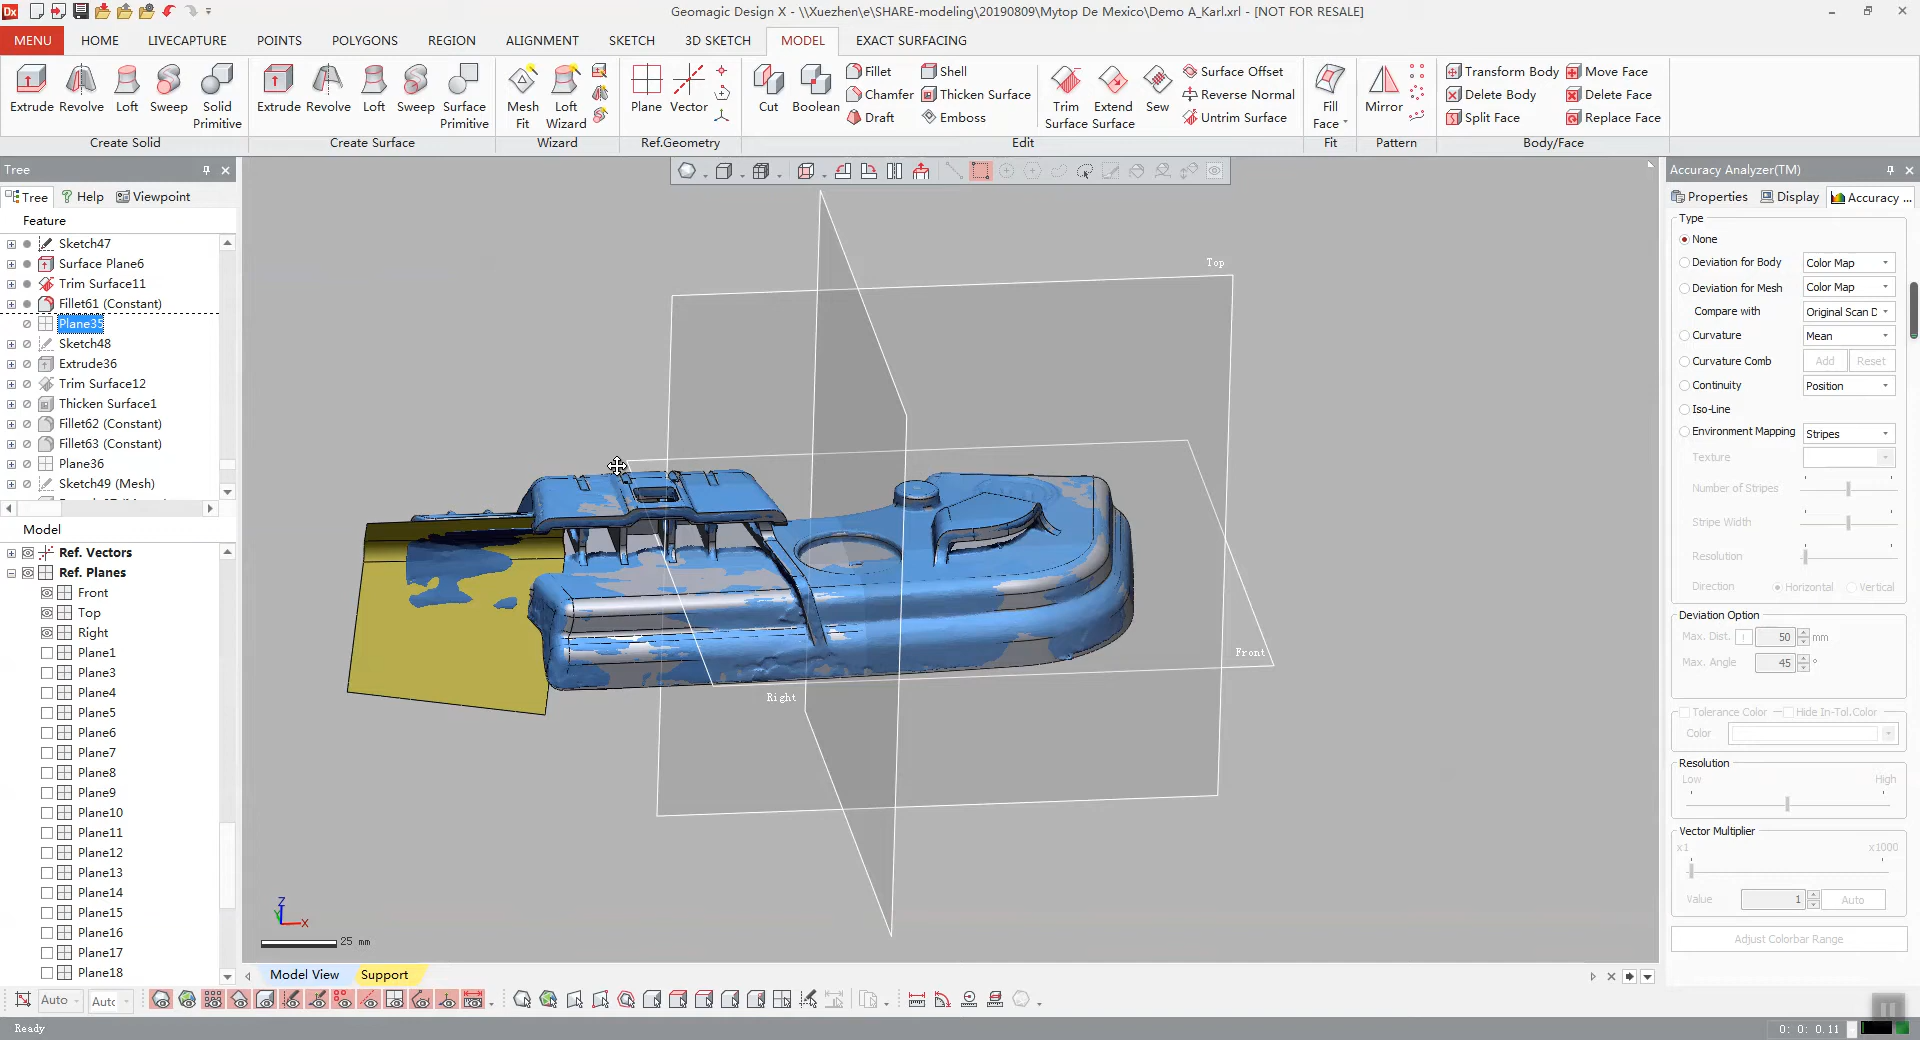 Geomagic Design X - \\Xuezhen\e\SHARE-modeling\20190809\Mytop De Mexico\Demo A_Karl.xrl - [NOT FOR RESALE]
MENU HOME LIVECAPTURE POINTS POLYGONS REGION ALIGNMENT SKETCH 3D SKETCH MODEL EXACT SURFACING
Extrude Revolve Loft Sweep Solid Primitive
Create Solid
Extrude Revolve Loft Sweep Surface Primitive
Create Surface
Mesh Fit Loft Wizard
Wizard
Plane Vector
Ref.Geometry
Cut Boolean
Fillet Shell
Chamfer Thicken Surface
Draft Emboss
Trim Surface Extend Surface Sew
Surface Offset
Reverse Normal
Untrim Surface
Edit
Fill Face
Fit
Mirror
Pattern
Transform Body Move Face
Delete Body Delete Face
Split Face Replace Face
Body/Face
Tree
Tree Help Viewpoint
Feature
Sketch47
Surface Plane6
Trim Surface11
Fillet61 (Constant)
Plane35
Sketch48
Extrude36
Trim Surface12
Thicken Surface1
Fillet62 (Constant)
Fillet63 (Constant)
Plane36
Sketch49 (Mesh)
Model
Ref. Vectors
Ref. Planes
Front
Top
Right
Plane1
Plane3
Plane4
Plane5
Plane6
Plane7
Plane8
Plane9
Plane10
Plane11
Plane12
Plane13
Plane14
Plane15
Plane16
Plane17
Plane18
Top
Front
Right
Z
Y
X
25 mm
Model View Support
Accuracy Analyzer(TM)
Properties Display Accuracy ...
Type
None
Deviation for Body Color Map
Deviation for Mesh Color Map
Compare with Original Scan D
Curvature Mean
Curvature Comb Add Reset
Continuity Position
Iso-Line
Environment Mapping Stripes
Texture
Number of Stripes
Stripe Width
Resolution
Direction Horizontal Vertical
Deviation Option
Max. Dist. 50 mm
Max. Angle 45 °
Tolerance Color Hide In-Tol.Color
Color
Resolution
Low High
Vector Multiplier
x1 x1000
Value 1 Auto
Adjust Colorbar Range
Auto Autc
Ready
0: 0: 0.11